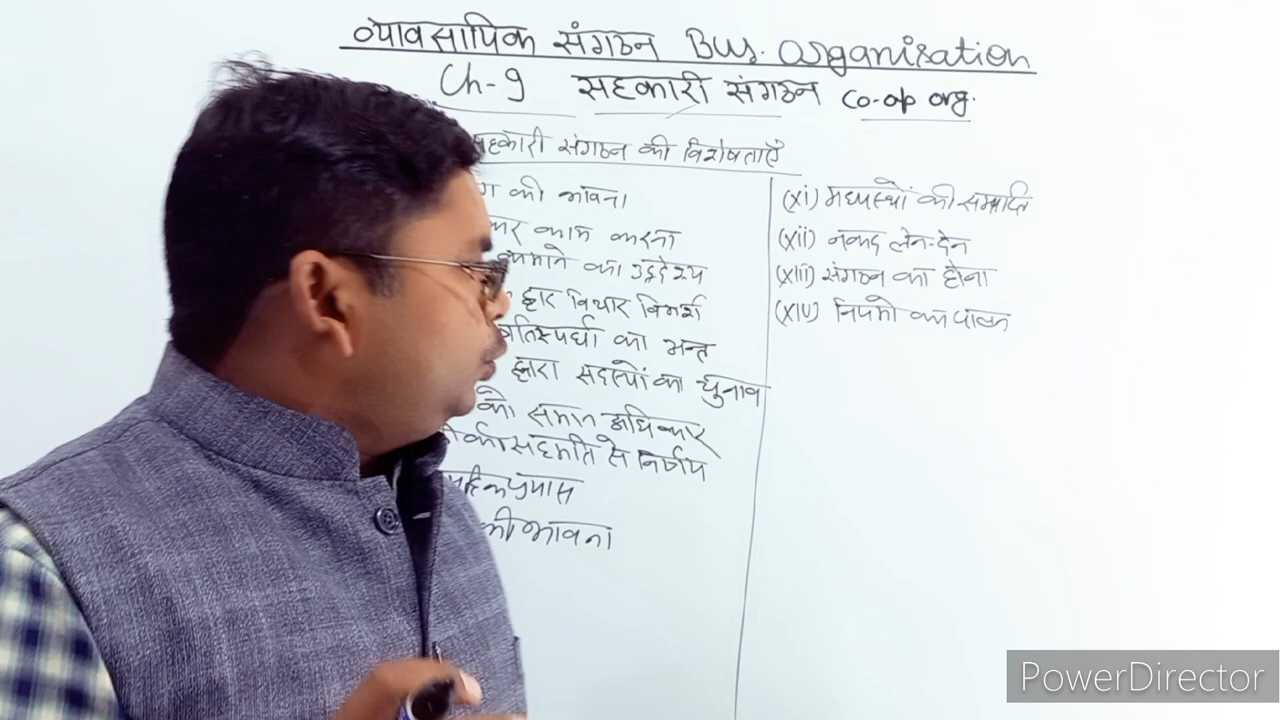 व्यावसायिक संगठन Bus. Organisation
Ch-9 सहकारी संगठन co-op org.
सहकारी संगठन की विशेषताएँ
की भावना
कर काम करना
कमाने का उद्देश्य
द्वार विचार विमर्श
प्रतिस्पर्धा का अन्त
द्वारा सदस्यों का चुनाव
को समान अधिकार
की सहमति से निर्णय
प्रयास
की भावना
(xi) मध्यस्थों की समाप्ति
(xii) नकद लेन-देन
(xiii) संगठन का होना
(xiv) नियमो का पालन
PowerDirector